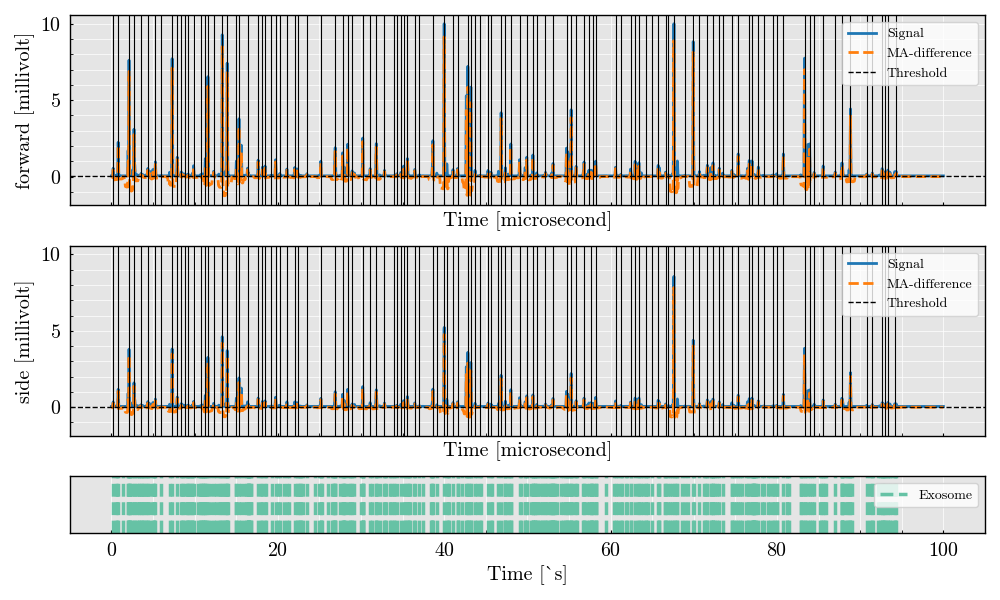 forward [millivolt]
10
5
0
Signal
MA-difference
Threshold
Time [microsecond]
side [millivolt]
10
5
0
Signal
MA-difference
Threshold
Time [microsecond]
Exosome
0 20 40 60 80 100
Time [`s]